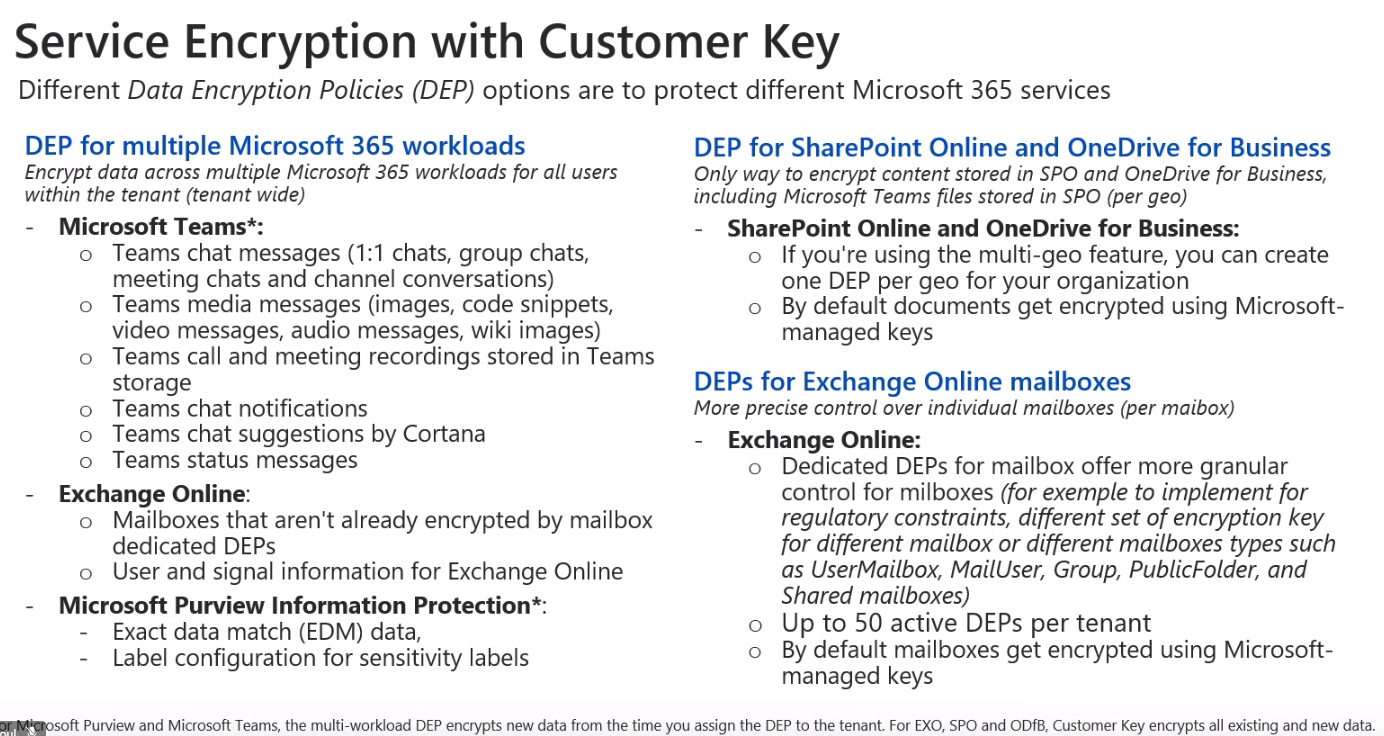 Service Encryption with Customer Key
Different Data Encryption Policies (DEP) options are to protect different Microsoft 365 services
DEP for multiple Microsoft 365 workloads
Encrypt data across multiple Microsoft 365 workloads for all users
within the tenant (tenant wide)
- Microsoft Teams*:
o Teams chat messages (1:1 chats, group chats,
meeting chats and channel conversations)
o Teams media messages (images, code snippets,
video messages, audio messages, wiki images)
o Teams call and meeting recordings stored in Teams
storage
o Teams chat notifications
o Teams chat suggestions by Cortana
o Teams status messages
- Exchange Online:
o Mailboxes that aren't already encrypted by mailbox
dedicated DEPs
o User and signal information for Exchange Online
- Microsoft Purview Information Protection*:
- Exact data match (EDM) data,
- Label configuration for sensitivity labels
DEP for SharePoint Online and OneDrive for Business
Only way to encrypt content stored in SPO and OneDrive for Business,
including Microsoft Teams files stored in SPO (per geo)
- SharePoint Online and OneDrive for Business:
o If you're using the multi-geo feature, you can create
one DEP per geo for your organization
o By default documents get encrypted using Microsoft-
managed keys
DEPs for Exchange Online mailboxes
More precise control over individual mailboxes (per maibox)
- Exchange Online:
o Dedicated DEPs for mailbox offer more granular
control for milboxes (for exemple to implement for
regulatory constraints, different set of encryption key
for different mailbox or different mailboxes types such
as UserMailbox, MailUser, Group, PublicFolder, and
Shared mailboxes)
o Up to 50 active DEPs per tenant
o By default mailboxes get encrypted using Microsoft-
managed keys
or Microsoft Purview and Microsoft Teams, the multi-workload DEP encrypts new data from the time you assign the DEP to the tenant. For EXO, SPO and ODfB, Customer Key encrypts all existing and new data.